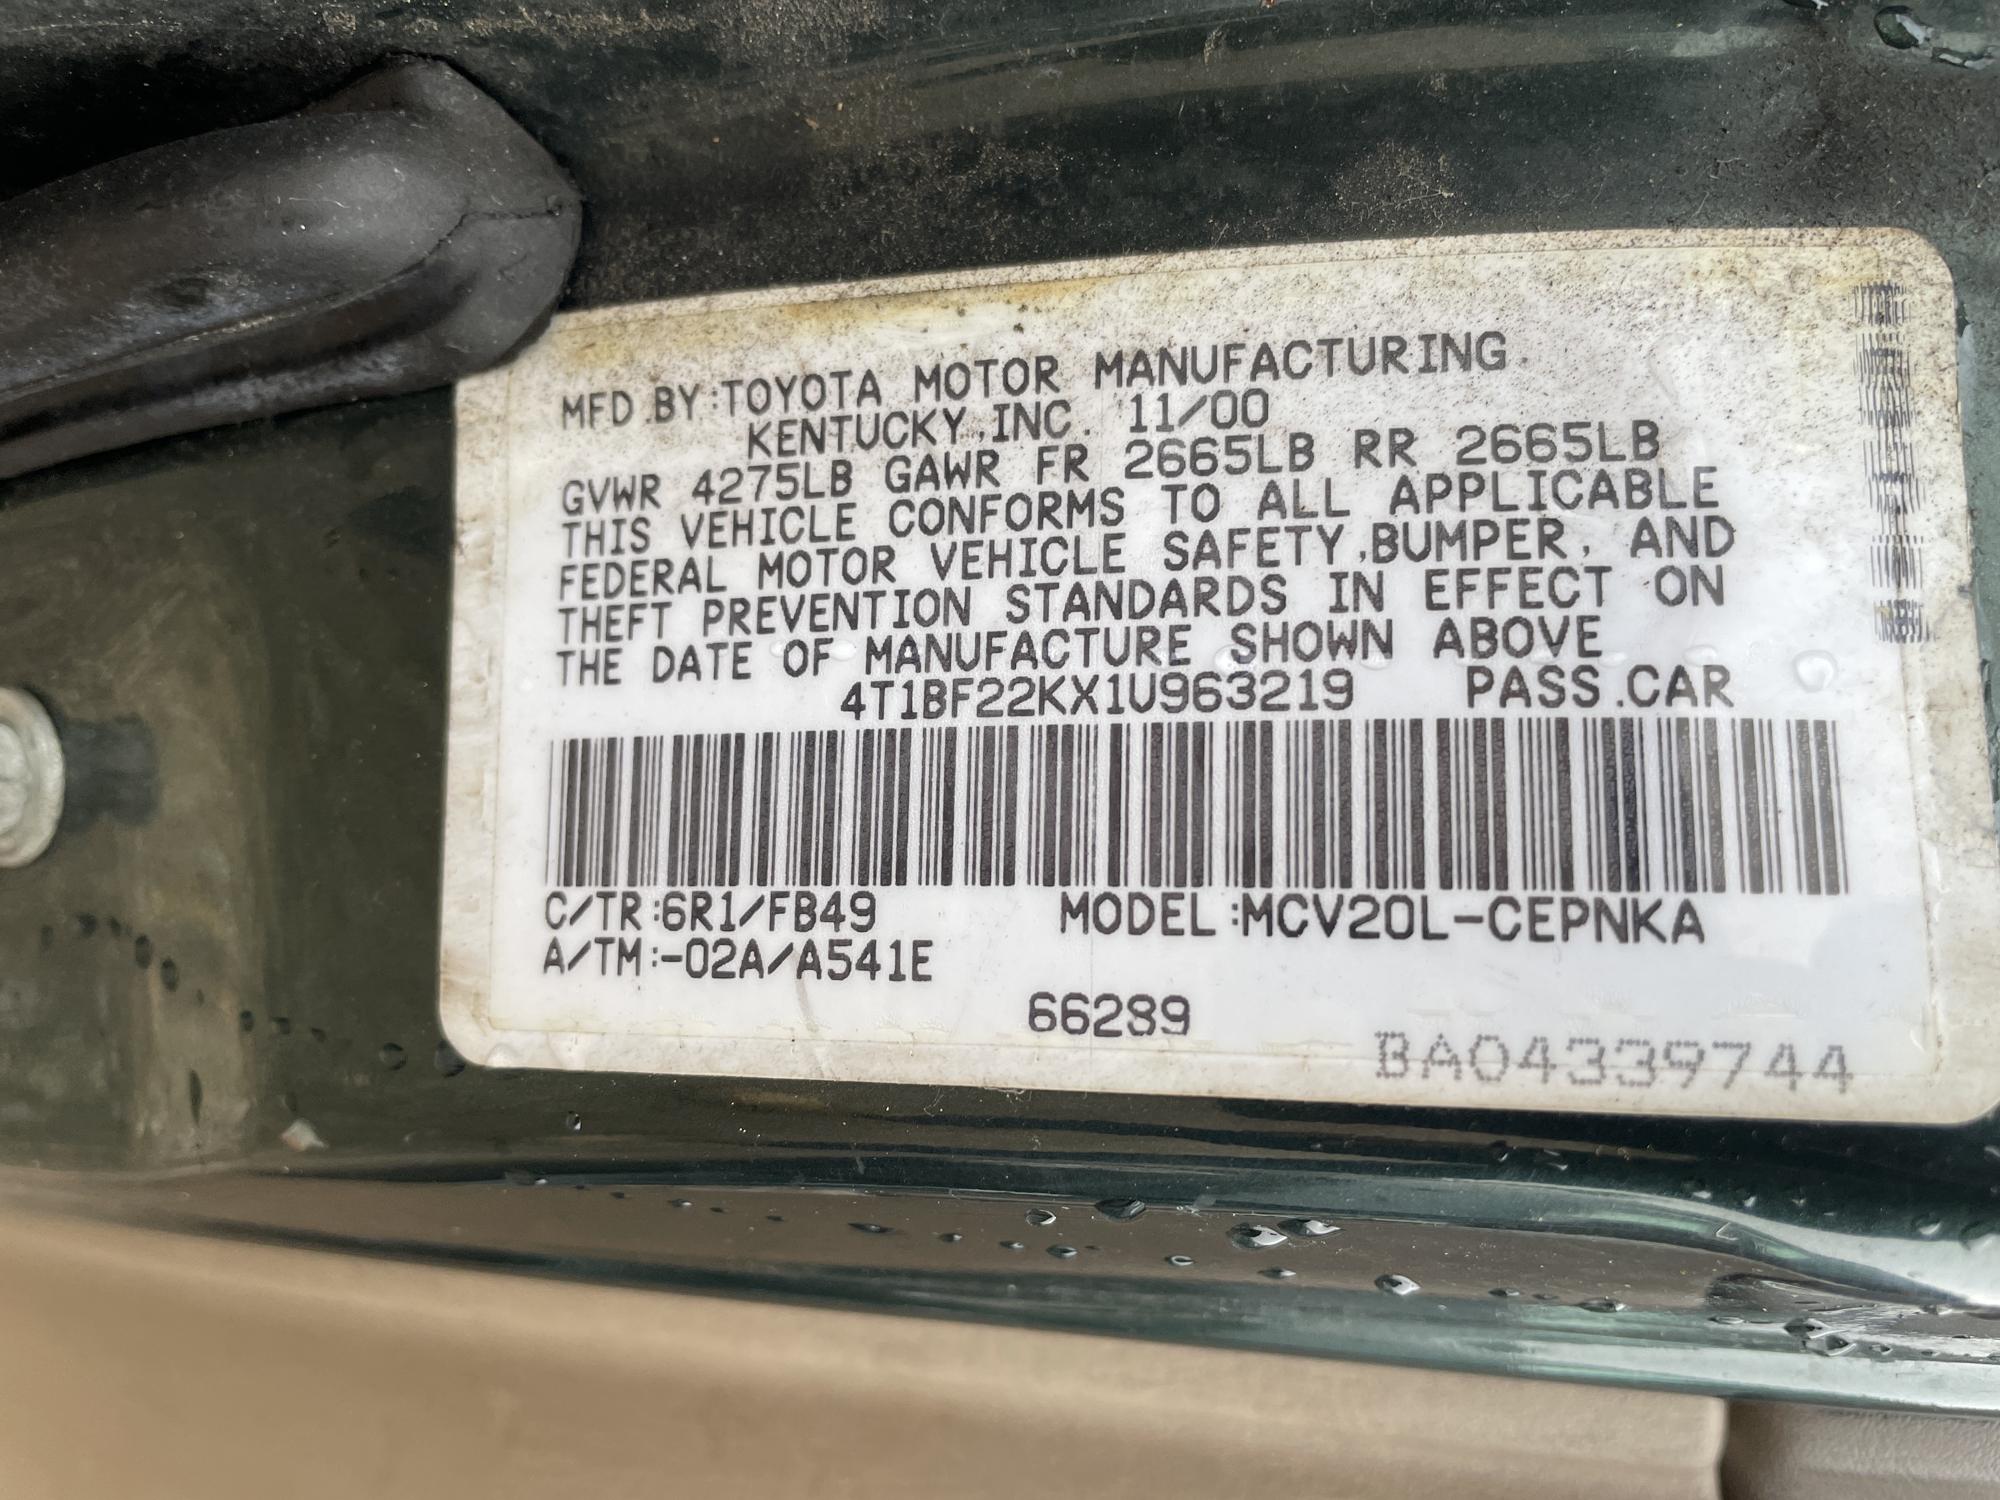 MFD.BY:TOYOTA MOTOR MANUFACTURING
KENTUCKY,INC. 11/00
GVWR 4275LB GAWR FR 2665LB RR 2665LB
THIS VEHICLE CONFORMS TO ALL APPLICABLE
FEDERAL MOTOR VEHICLE SAFETY,BUMPER, AND
THEFT PREVENTION STANDARDS IN EFFECT ON
THE DATE OF MANUFACTURE SHOWN ABOVE
4T1BF22KX1U963219 PASS.CAR
C/TR:6R1/FB49 MODEL:MCV20L-CEPNKA
A/TM:-02A/A541E
66289
BA04339744